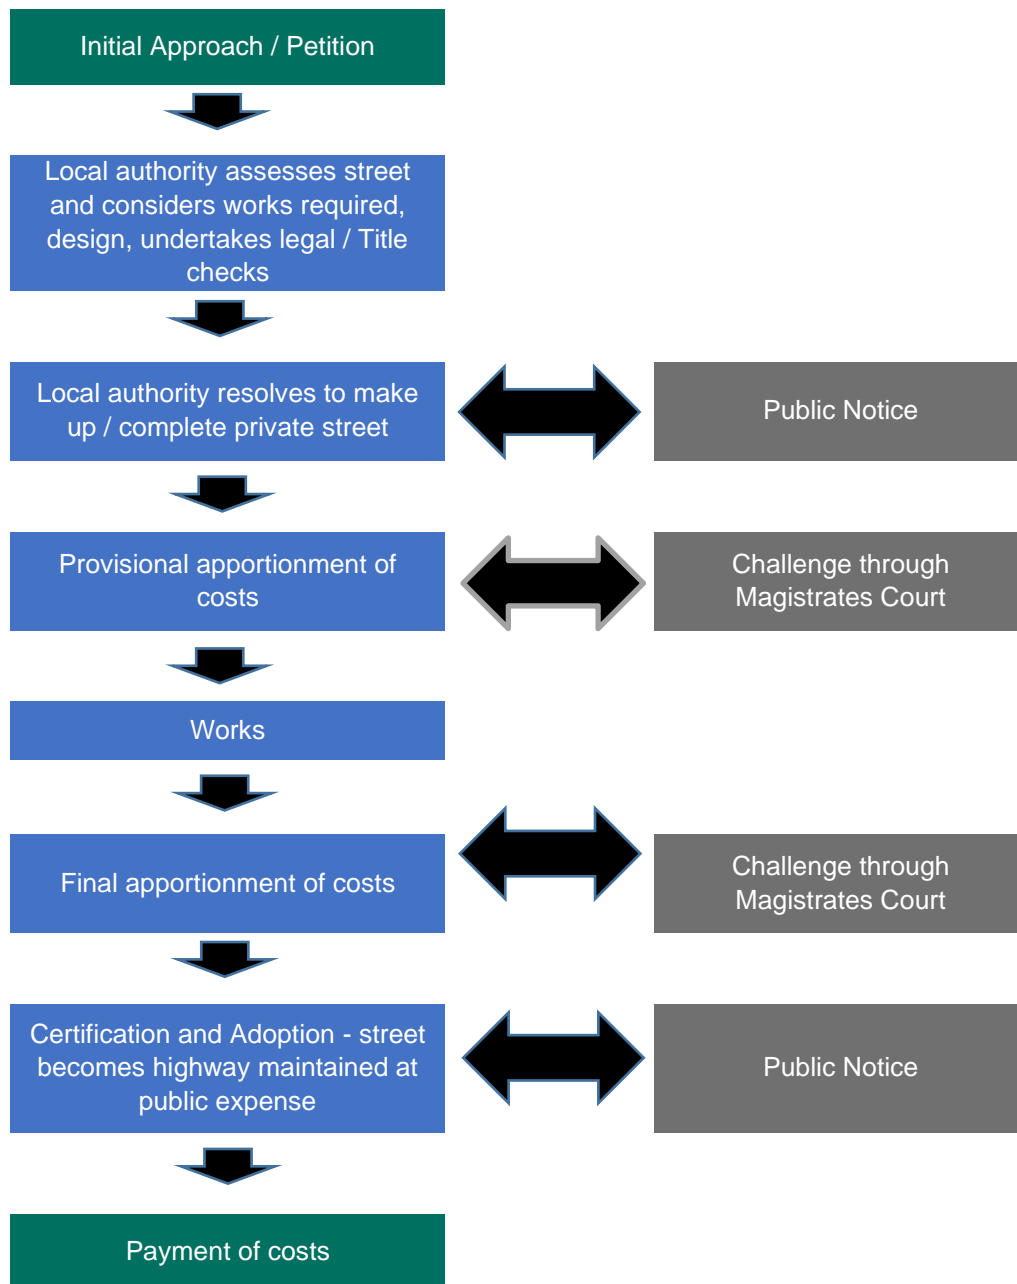 Initial Approach / Petition
Local authority assesses street
and considers works required,
design, undertakes legal / Title
checks
Local authority resolves to make
up / complete private street
Public Notice
Provisional apportionment of
costs
Challenge through
Magistrates Court
Works
Final apportionment of costs
Challenge through
Magistrates Court
Certification and Adoption - street
becomes highway maintained at
public expense
Public Notice
Payment of costs